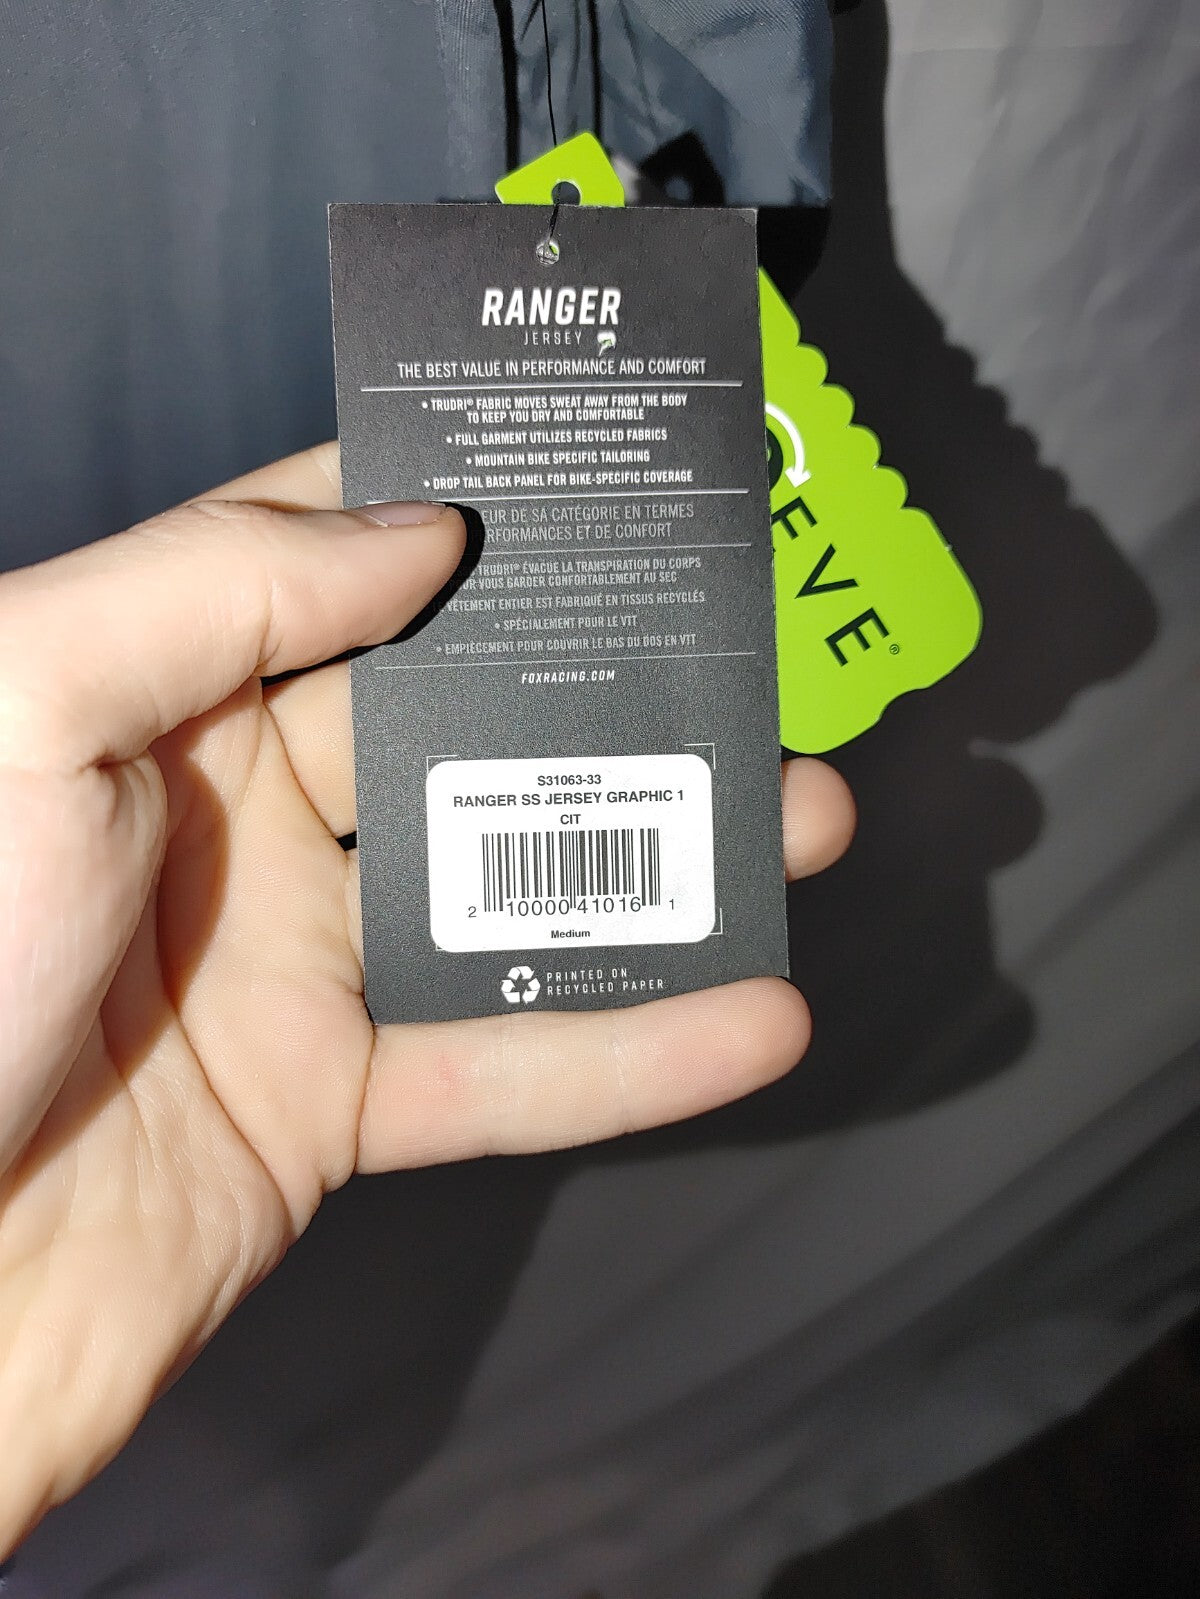 RANGER
JERSEY
THE BEST VALUE IN PERFORMANCE AND COMFORT
• TRUDRI® FABRIC MOVES SWEAT AWAY FROM THE BODY
TO KEEP YOU DRY AND COMFORTABLE
• FULL GARMENT UTILIZES RECYCLED FABRICS
• MOUNTAIN BIKE SPECIFIC TAILORING
• DROP TAIL BACK PANEL FOR BIKE-SPECIFIC COVERAGE
DE SA CATÉGORIE EN TERMES
ET DE CONFORT
TRUDRI® ÉVACUE LA TRANSPIRATION DU CORPS
VOUS GARDER CONFORTABLEMENT AU SEC
VÊTEMENT ENTIER EST FABRIQUÉ EN TISSUS RECYCLÉS
• SPÉCIALEMENT POUR LE VTT
• EMPIÈCEMENT POUR COUVRIR LE BAS DU DOS EN VTT
FOXRACING.COM
S31063-33
RANGER SS JERSEY GRAPHIC 1
CIT
2 10000 41016 1
Medium
PRINTED ON
RECYCLED PAPER
EVE®